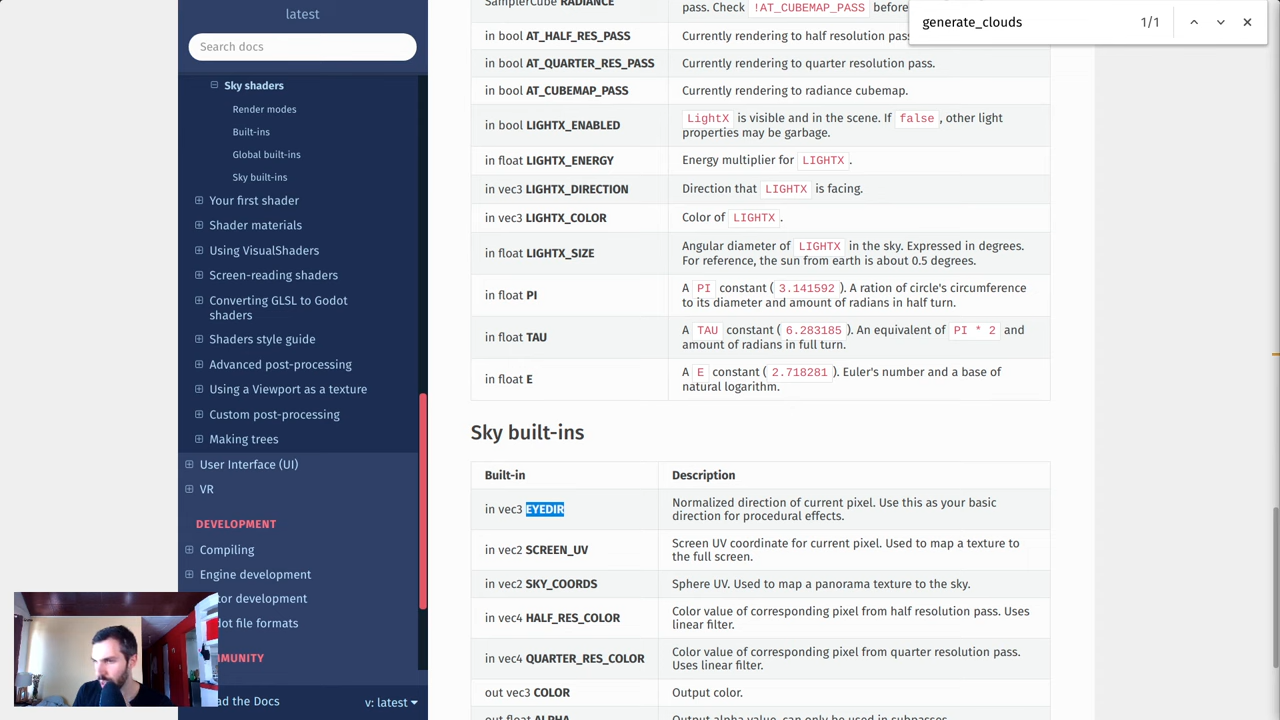 latest
Search docs
Sky shaders
Render modes
Built-ins
Global built-ins
Sky built-ins
Your first shader
Shader materials
Using VisualShaders
Screen-reading shaders
Converting GLSL to Godot
shaders
Shaders style guide
Advanced post-processing
Using a Viewport as a texture
Custom post-processing
Making trees
User Interface (UI)
VR
DEVELOPMENT
Compiling
Engine development
tor development
dot file formats
MMUNITY
ad the Docs
v: latest
generate_clouds
1/1
SamplerCube RADIANCE
pass. Check !AT_CUBEMAP_PASS before
in bool AT_HALF_RES_PASS
Currently rendering to half resolution pass
in bool AT_QUARTER_RES_PASS
Currently rendering to quarter resolution pass.
in bool AT_CUBEMAP_PASS
Currently rendering to radiance cubemap.
in bool LIGHTX_ENABLED
LightX is visible and in the scene. If false , other light
properties may be garbage.
in float LIGHTX_ENERGY
Energy multiplier for LIGHTX .
in vec3 LIGHTX_DIRECTION
Direction that LIGHTX is facing.
in vec3 LIGHTX_COLOR
Color of LIGHTX .
in float LIGHTX_SIZE
Angular diameter of LIGHTX in the sky. Expressed in degrees.
For reference, the sun from earth is about 0.5 degrees.
in float PI
A PI constant ( 3.141592 ). A ration of circle's circumference
to its diameter and amount of radians in half turn.
in float TAU
A TAU constant ( 6.283185 ). An equivalent of PI * 2 and
amount of radians in full turn.
in float E
A E constant ( 2.718281 ). Euler's number and a base of
natural logarithm.
Sky built-ins
Built-in
Description
in vec3 EYEDIR
Normalized direction of current pixel. Use this as your basic
direction for procedural effects.
in vec2 SCREEN_UV
Screen UV coordinate for current pixel. Used to map a texture to
the full screen.
in vec2 SKY_COORDS
Sphere UV. Used to map a panorama texture to the sky.
in vec4 HALF_RES_COLOR
Color value of corresponding pixel from half resolution pass. Uses
linear filter.
in vec4 QUARTER_RES_COLOR
Color value of corresponding pixel from quarter resolution pass.
Uses linear filter.
out vec3 COLOR
Output color.
out float ALPHA
Output alpha value, can only be used in subpasses.